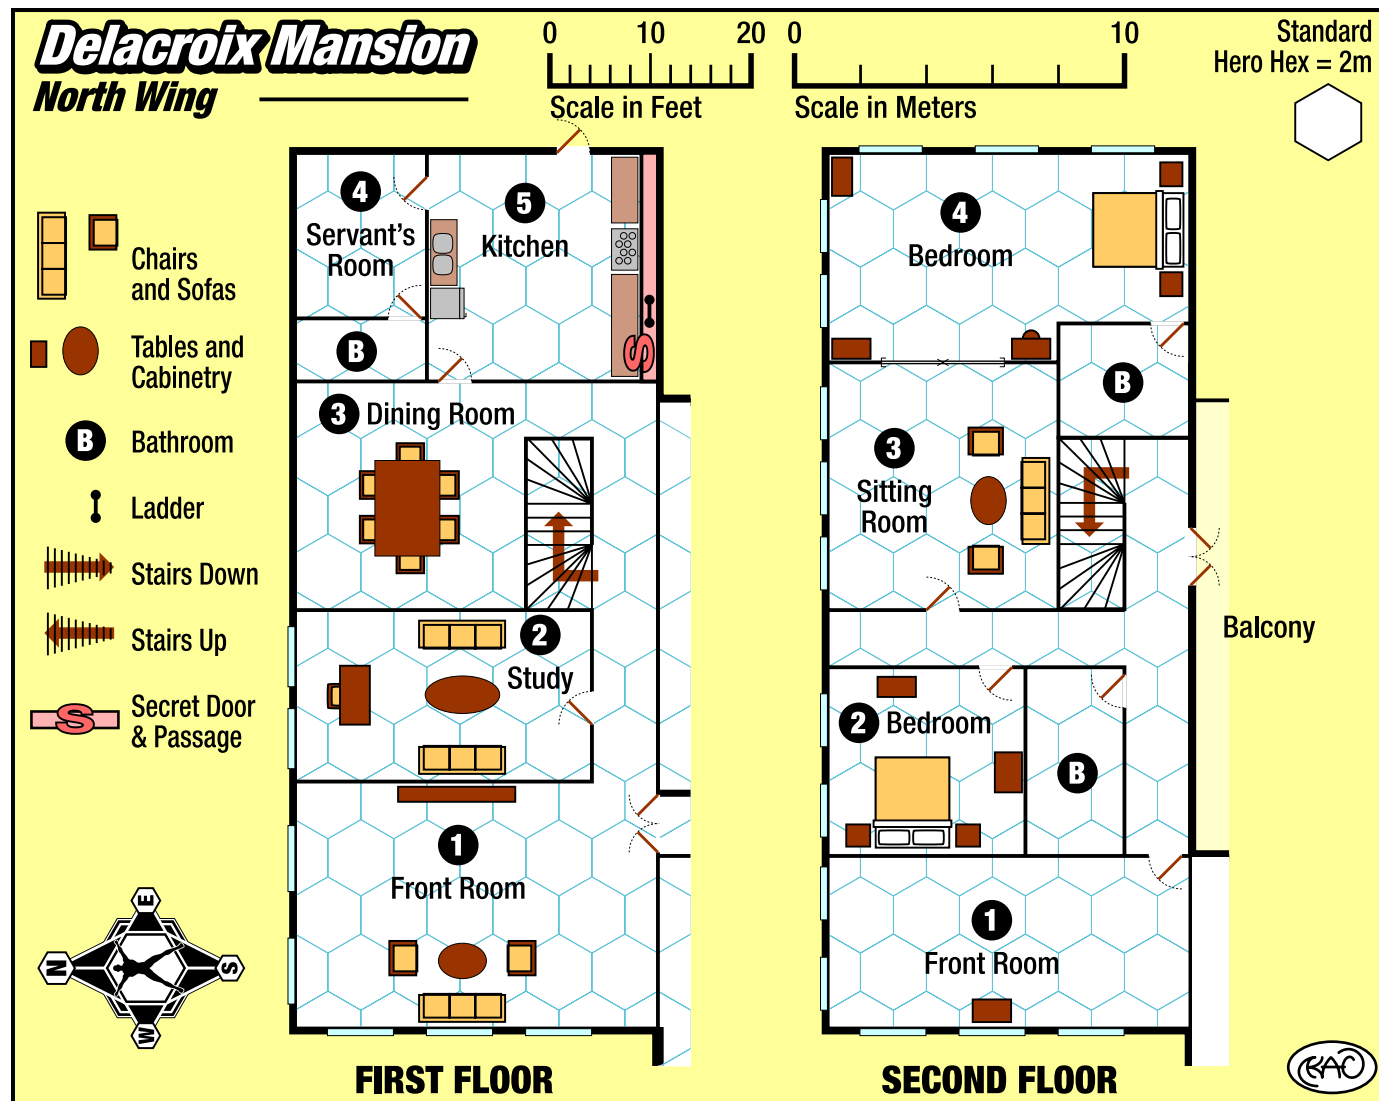 Delacroix Mansion
North Wing
0 10 20
Scale in Feet
0 10
Scale in Meters
Standard
Hero Hex = 2m
Chairs
and Sofas
Tables and
Cabinetry
B
Bathroom
Ladder
Stairs Down
Stairs Up
S
Secret Door
& Passage
N
E
S
W
4
Servant's
Room
5
Kitchen
B
S
3 Dining Room
2
Study
1
Front Room
FIRST FLOOR
4
Bedroom
B
3
Sitting
Room
Balcony
2 Bedroom
B
1
Front Room
SECOND FLOOR
KAC